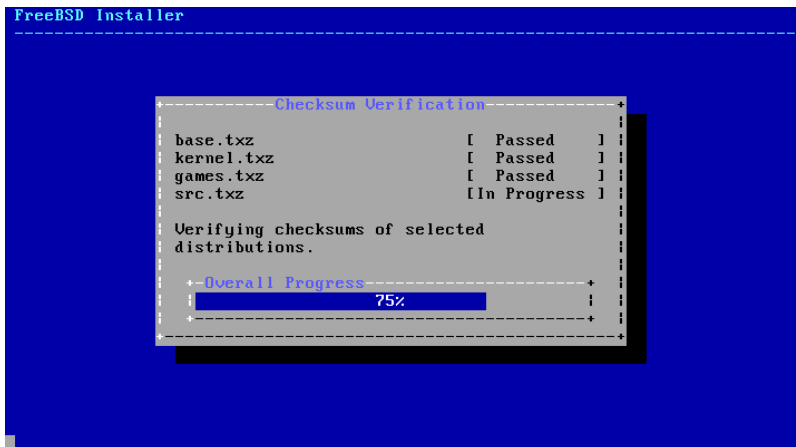 FreeBSD Installer
Checksum Verification
base.txz [ Passed ]
kernel.txz [ Passed ]
games.txz [ Passed ]
src.txz [In Progress ]
Verifying checksums of selected
distributions.
Overall Progress
75%